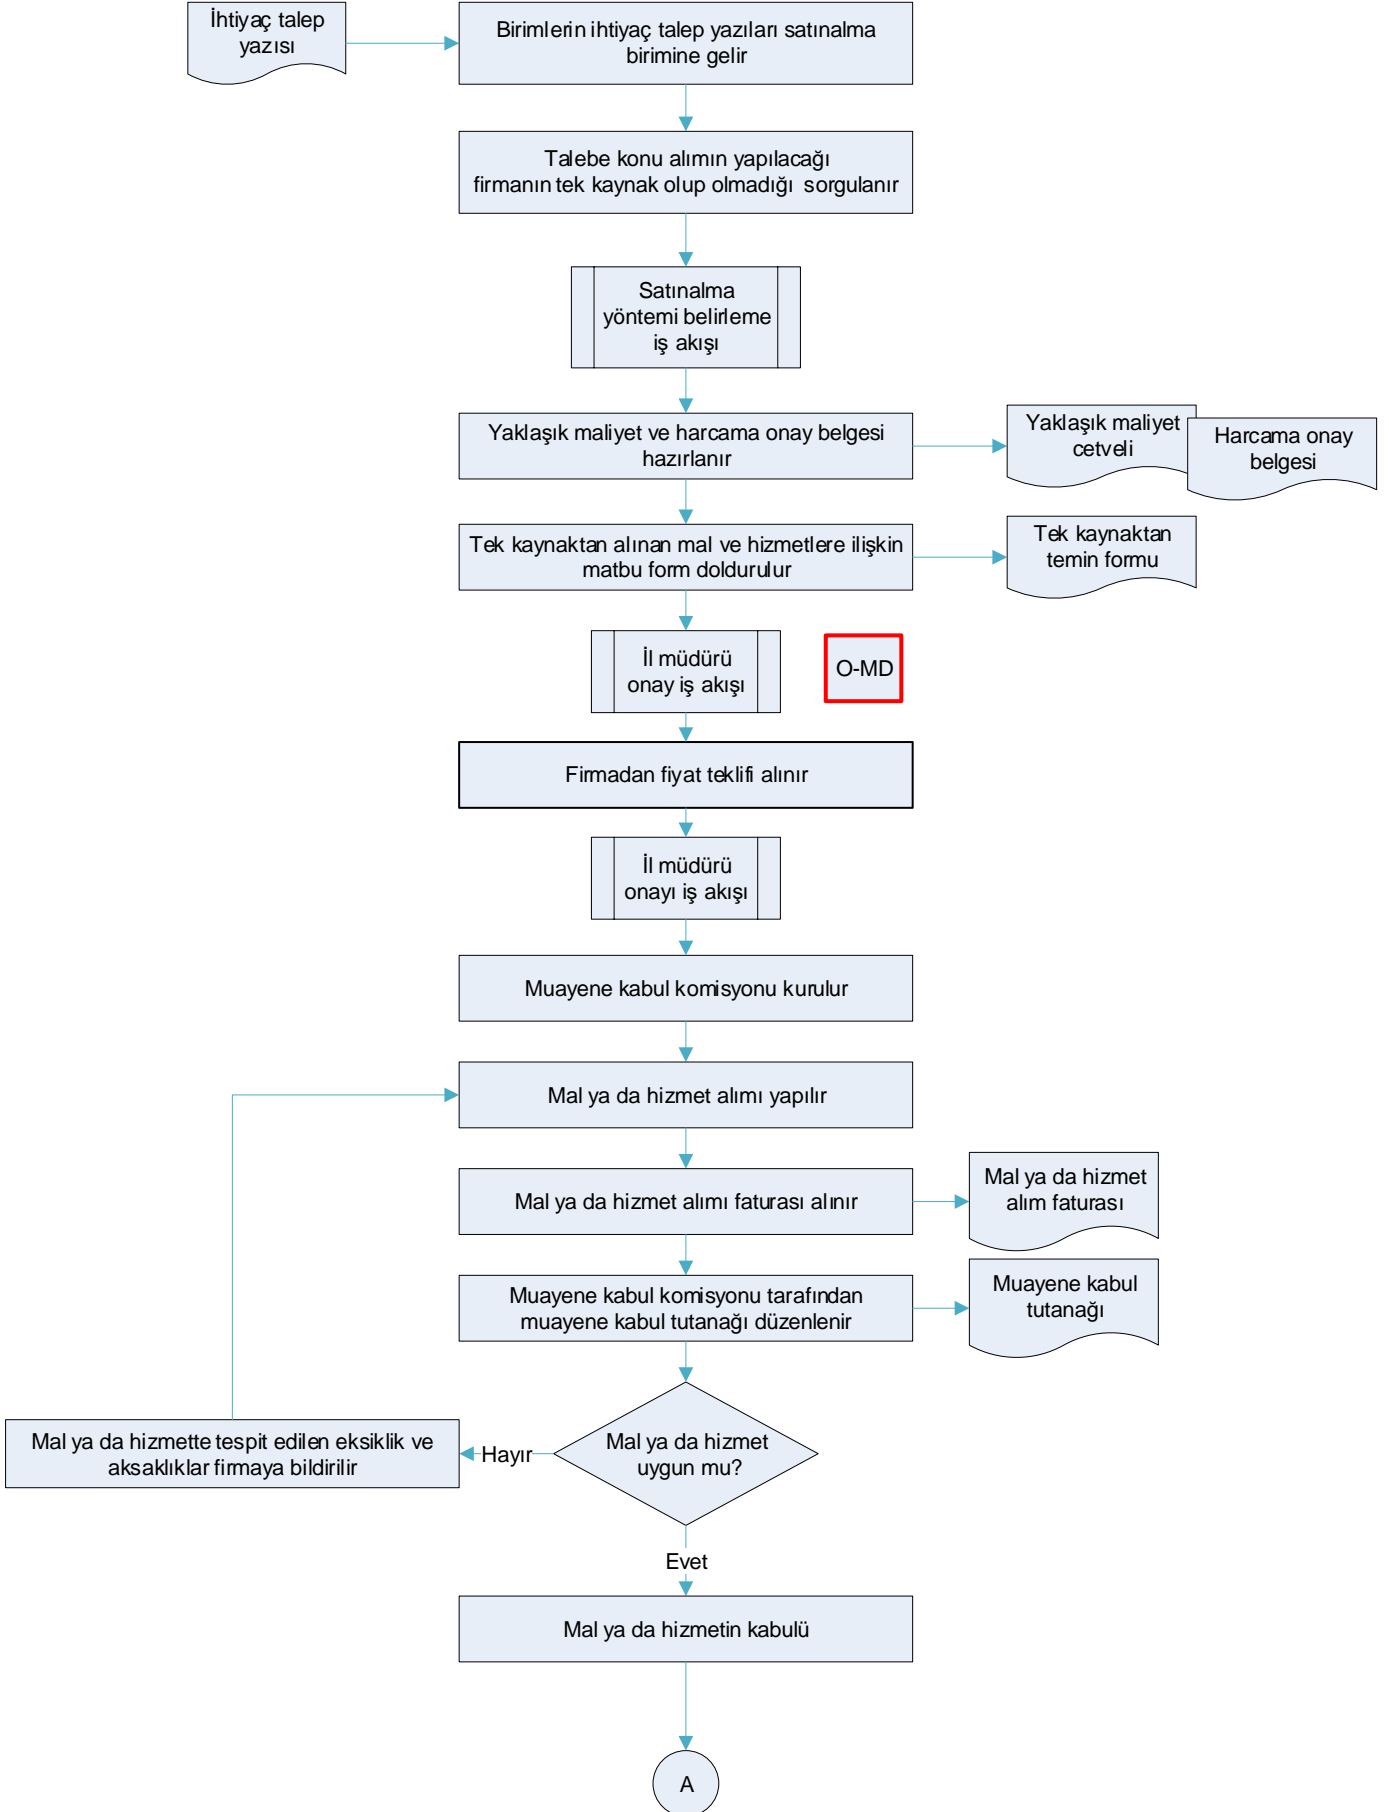 İhtiyaç talep
yazısı
Birimlerin ihtiyaç talep yazıları satınalma
birimine gelir
Talebe konu alımın yapılacağı
firmanın tek kaynak olup olmadığı sorgulanır
Satınalma
yöntemi belirleme
iş akışı
Yaklaşık maliyet ve harcama onay belgesi
hazırlanır
Yaklaşık maliyet
cetveli
Harcama onay
belgesi
Tek kaynaktan alınan mal ve hizmetlere ilişkin
matbu form doldurulur
Tek kaynaktan
temin formu
İl müdürü
onay iş akışı
O-MD
Firmadan fiyat teklifi alınır
İl müdürü
onayı iş akışı
Muayene kabul komisyonu kurulur
Mal ya da hizmet alımı yapılır
Mal ya da hizmet alımı faturası alınır
Mal ya da hizmet
alım faturası
Muayene kabul komisyonu tarafından
muayene kabul tutanağı düzenlenir
Muayene kabul
tutanağı
Mal ya da hizmet
uygun mu?
Hayır
Mal ya da hizmette tespit edilen eksiklik ve
aksaklıklar firmaya bildirilir
Evet
Mal ya da hizmetin kabulü
A